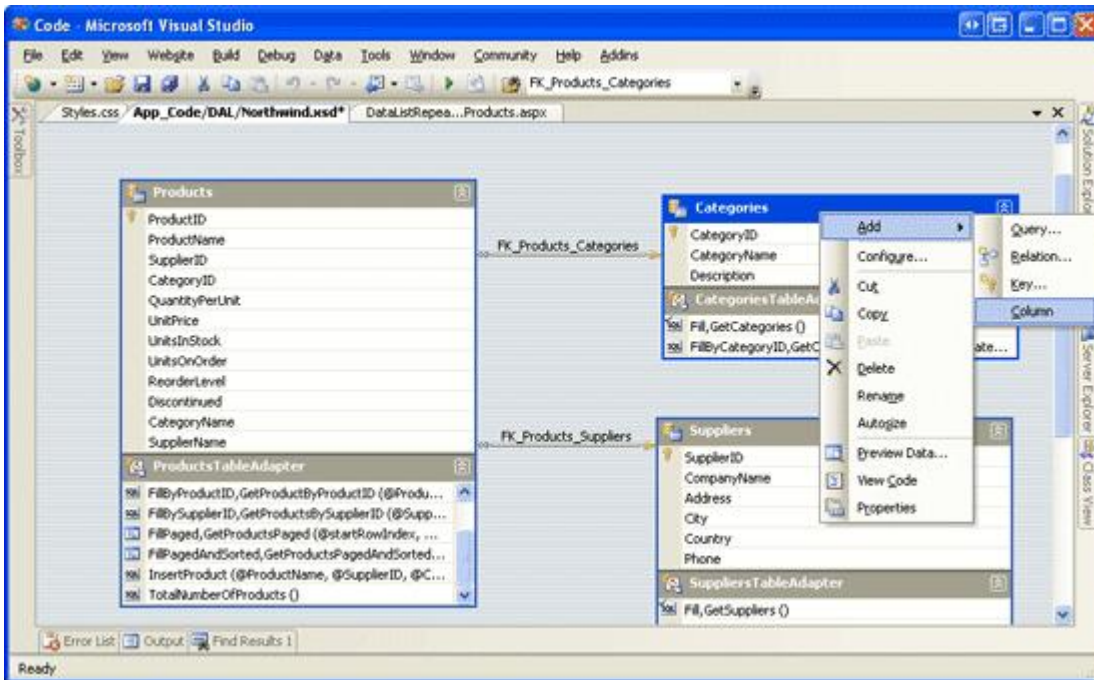 Code - Microsoft Visual Studio
File Edit View Website Build Debug Data Tools Window Community Help Addins
FK_Products_Categories
Styles.css App_Code/DAL/Northwind.xsd* DataListRepea...Products.aspx
Toolbox
Products
ProductID
ProductName
SupplierID
CategoryID
QuantityPerUnit
UnitPrice
UnitsInStock
UnitsOnOrder
ReorderLevel
Discontinued
CategoryName
SupplierName
ProductsTableAdapter
FillByProductID,GetProductByProductID (@Produ...
FillBySupplierID,GetProductsBySupplierID (@Supp...
FillPaged,GetProductsPaged (@startRowIndex, ...
FillPagedAndSorted,GetProductsPagedAndSorted...
InsertProduct (@ProductName, @SupplierID, @C...
TotalNumberOfProducts ()
FK_Products_Categories
FK_Products_Suppliers
Categories
CategoryID
CategoryName
Description
CategoriesTableAd
Fill,GetCategories ()
FillByCategoryID,GetC
ate...
Suppliers
SupplierID
CompanyName
Address
City
Country
Phone
SuppliersTableAdapter
Fill,GetSuppliers ()
Add
Configure...
Cut
Copy
Paste
Delete
Rename
Autosize
Preview Data...
View Code
Properties
Query...
Relation...
Key...
Column
Solution Explor
Server Explorer
Class View
Error List Output Find Results 1
Ready